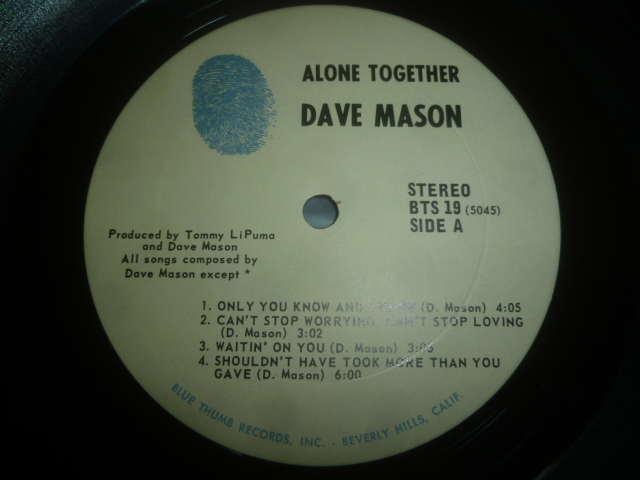 ALONE TOGETHER
DAVE MASON
STEREO
BTS 19 (5045)
SIDE A
Produced by Tommy LiPuma
and Dave Mason
All songs composed by
Dave Mason except *
1. ONLY YOU KNOW AND I KNOW (D. Mason) 4:05
2. CAN'T STOP WORRYING, CAN'T STOP LOVING
(D. Mason) 3:02
3. WAITIN' ON YOU (D. Mason)
4. SHOULDN'T HAVE TOOK MORE THAN YOU
GAVE (D. Mason) 6:00
BLUE THUMB RECORDS, INC. - BEVERLY HILLS, CALIF.